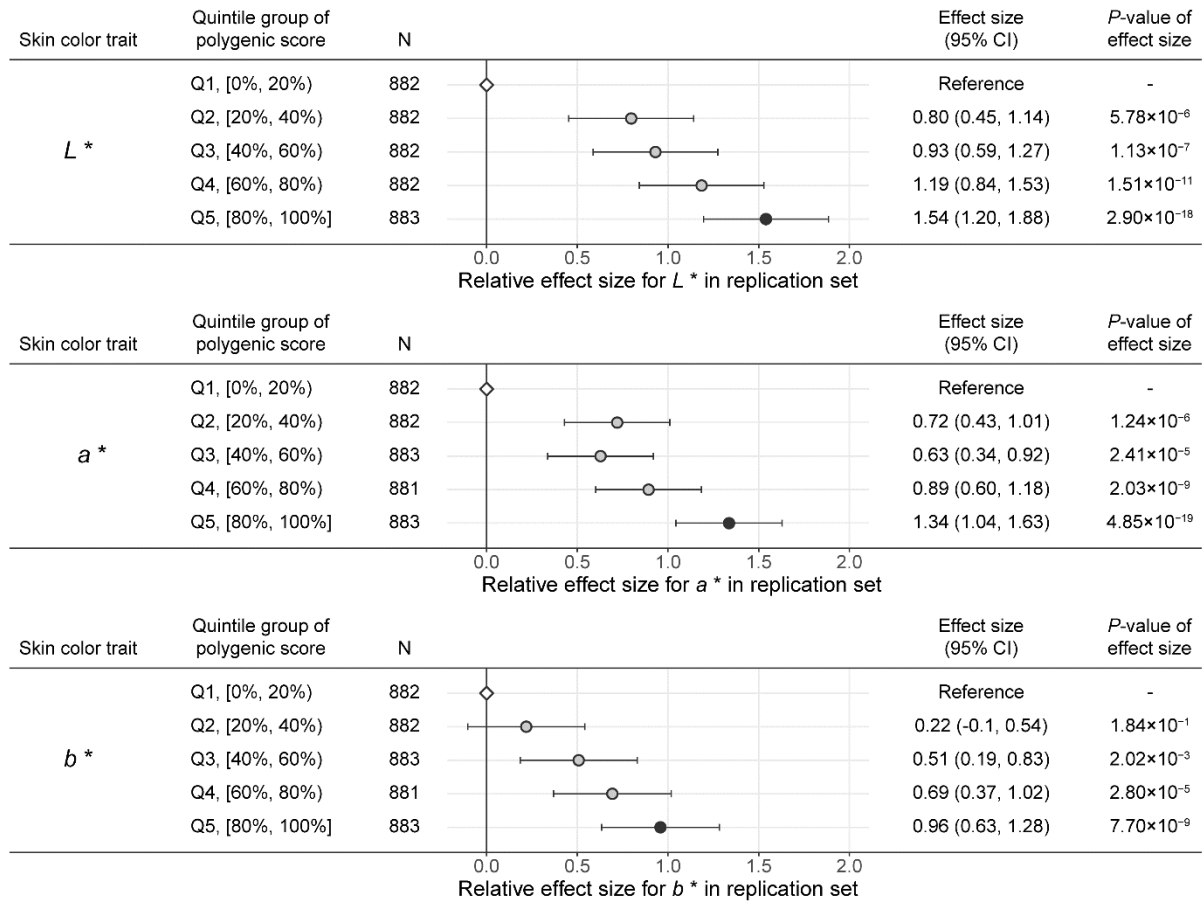 Skin color trait Quintile group of polygenic score N Effect size (95% CI) P-value of effect size
L *
Q1, [0%, 20%) 882 Reference -
Q2, [20%, 40%) 882 0.80 (0.45, 1.14) 5.78×10⁻⁶
Q3, [40%, 60%) 882 0.93 (0.59, 1.27) 1.13×10⁻⁷
Q4, [60%, 80%) 882 1.19 (0.84, 1.53) 1.51×10⁻¹¹
Q5, [80%, 100%] 883 1.54 (1.20, 1.88) 2.90×10⁻¹⁸
0.0 0.5 1.0 1.5 2.0
Relative effect size for L * in replication set
Skin color trait Quintile group of polygenic score N Effect size (95% CI) P-value of effect size
a *
Q1, [0%, 20%) 882 Reference -
Q2, [20%, 40%) 882 0.72 (0.43, 1.01) 1.24×10⁻⁶
Q3, [40%, 60%) 883 0.63 (0.34, 0.92) 2.41×10⁻⁵
Q4, [60%, 80%) 881 0.89 (0.60, 1.18) 2.03×10⁻⁹
Q5, [80%, 100%] 883 1.34 (1.04, 1.63) 4.85×10⁻¹⁹
0.0 0.5 1.0 1.5 2.0
Relative effect size for a * in replication set
Skin color trait Quintile group of polygenic score N Effect size (95% CI) P-value of effect size
b *
Q1, [0%, 20%) 882 Reference -
Q2, [20%, 40%) 882 0.22 (-0.1, 0.54) 1.84×10⁻¹
Q3, [40%, 60%) 883 0.51 (0.19, 0.83) 2.02×10⁻³
Q4, [60%, 80%) 881 0.69 (0.37, 1.02) 2.80×10⁻⁵
Q5, [80%, 100%] 883 0.96 (0.63, 1.28) 7.70×10⁻⁹
0.0 0.5 1.0 1.5 2.0
Relative effect size for b * in replication set